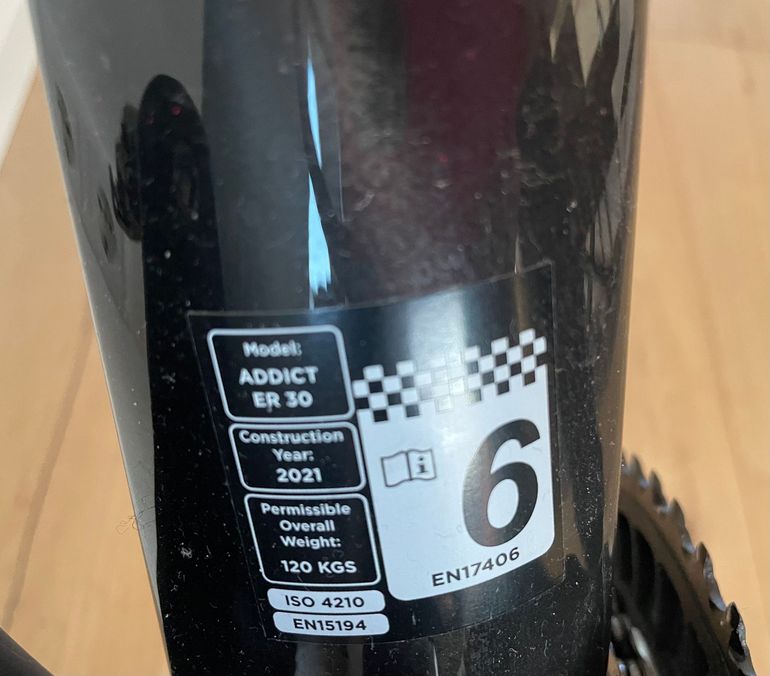 Model:
ADDICT
ER 30
Construction
Year:
2021
Permissible
Overall
Weight:
120 KGS
ISO 4210
EN15194
i
6
EN17406